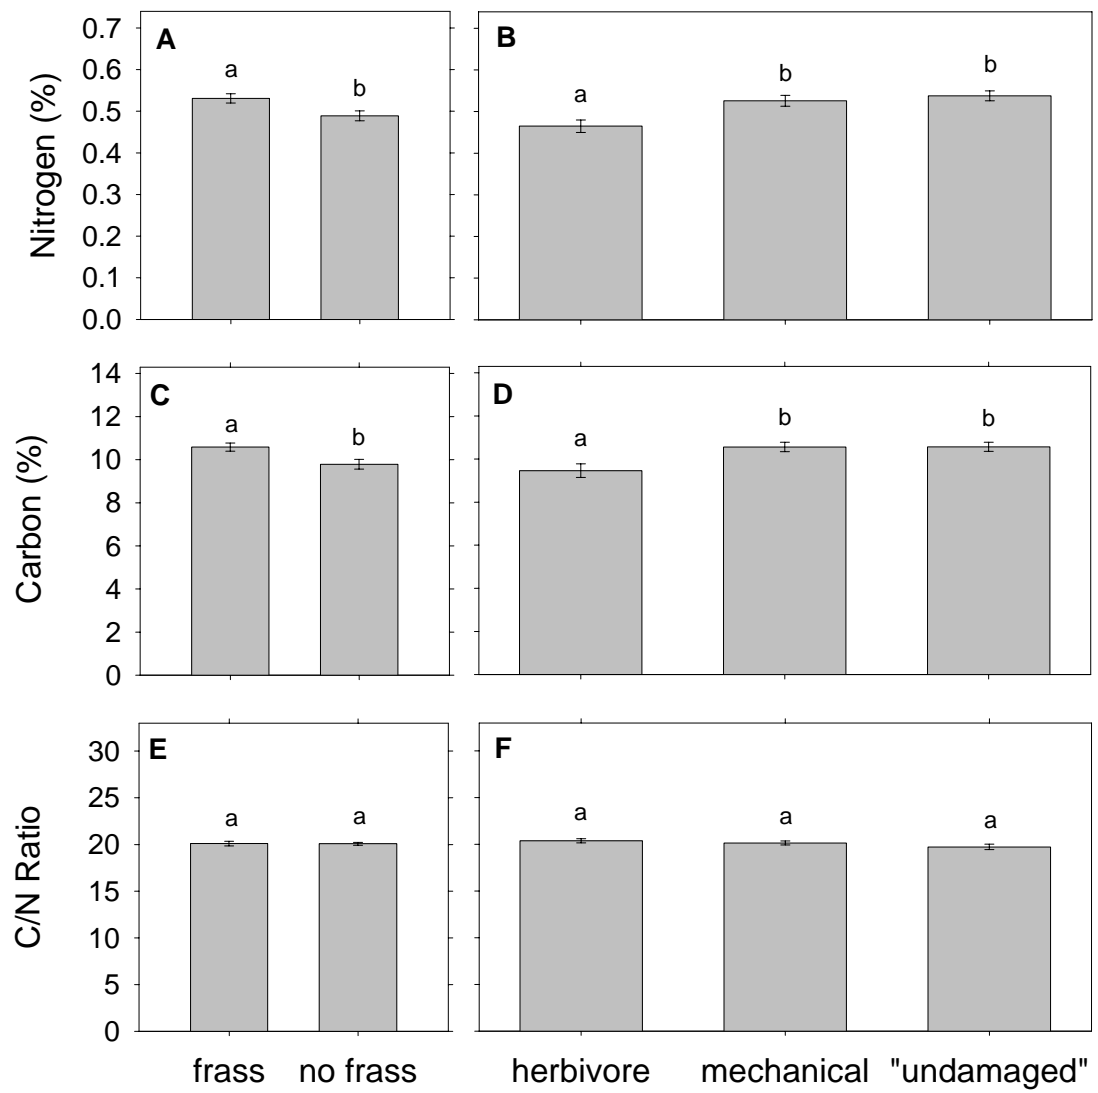 Nitrogen (%)
0.7
0.6
0.5
0.4
0.3
0.2
0.1
0.0
A
a
b
B
a
b
b
Carbon (%)
14
12
10
8
6
4
2
0
C
a
b
D
a
b
b
C/N Ratio
30
25
20
15
10
5
0
E
a
a
F
a
a
a
frass no frass herbivore mechanical "undamaged"